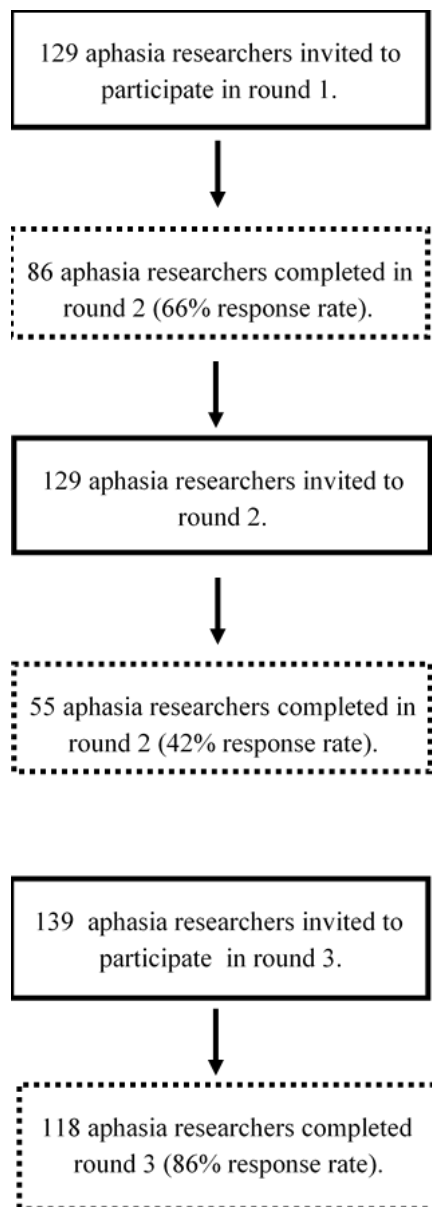 129 aphasia researchers invited to
participate in round 1.
86 aphasia researchers completed in
round 2 (66% response rate).
129 aphasia researchers invited to
round 2.
55 aphasia researchers completed in
round 2 (42% response rate).
139 aphasia researchers invited to
participate in round 3.
118 aphasia researchers completed
round 3 (86% response rate).